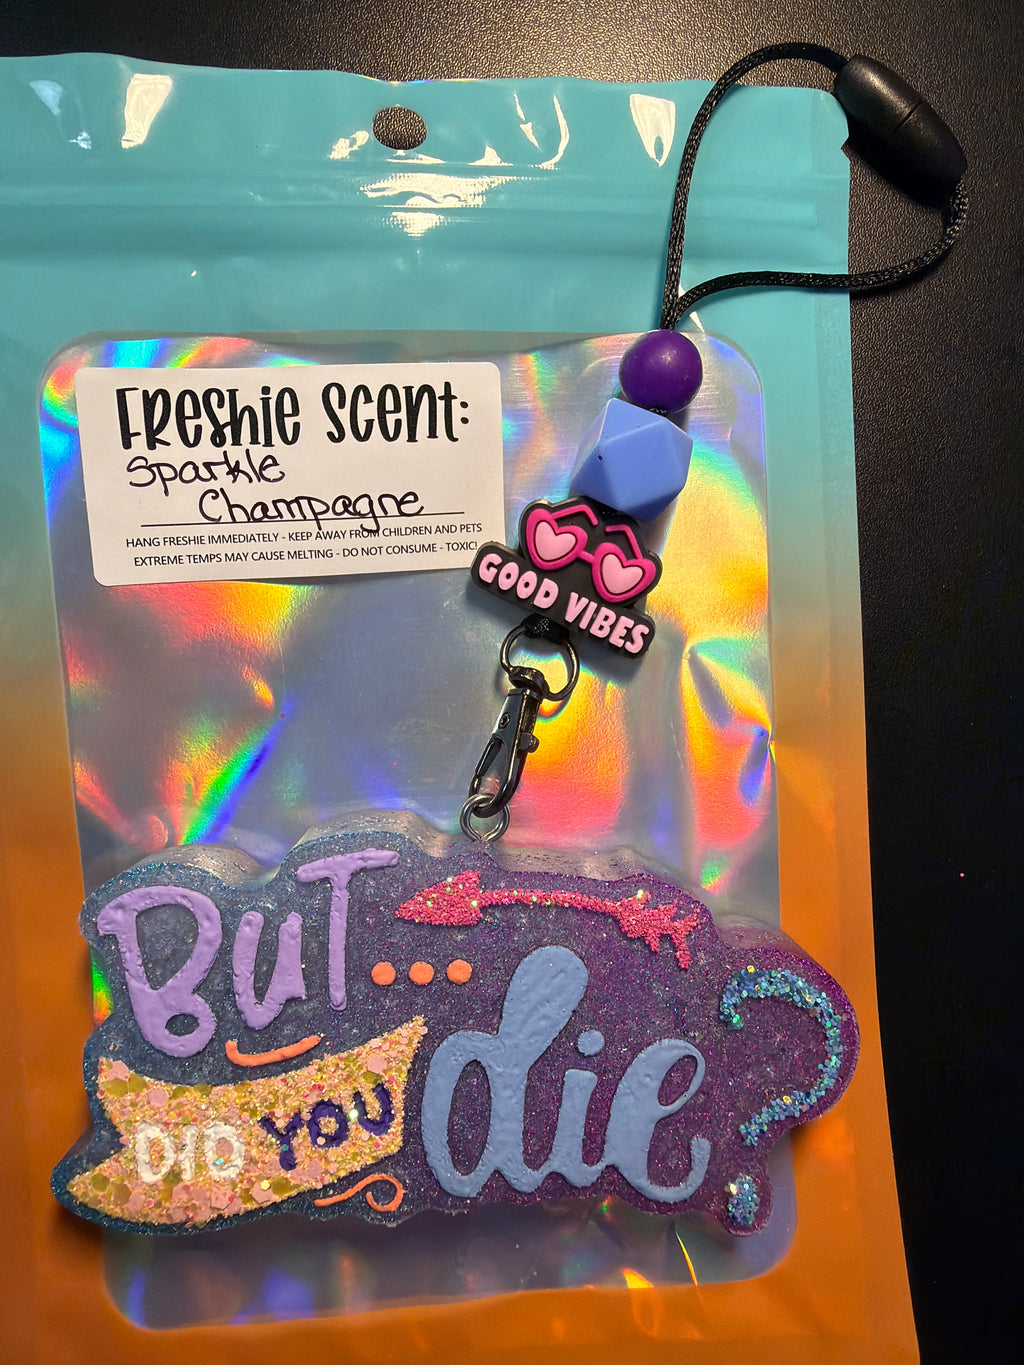 FRESHIE SCENT:
Sparkle
Champagne
HANG FRESHIE IMMEDIATELY - KEEP AWAY FROM CHILDREN AND PETS
EXTREME TEMPS MAY CAUSE MELTING - DO NOT CONSUME - TOXIC!
GOOD VIBES
BUT...
DID YOU
die?